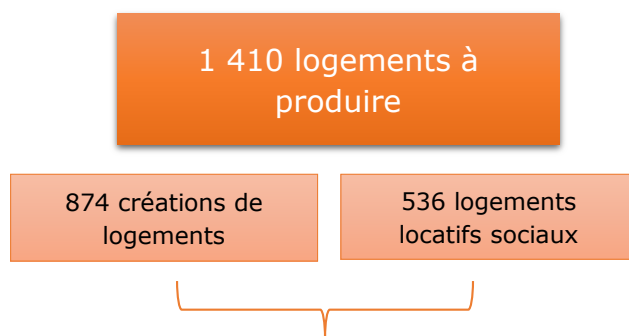 1 410 logements à
produire
874 créations de
logements
536 logements
locatifs sociaux